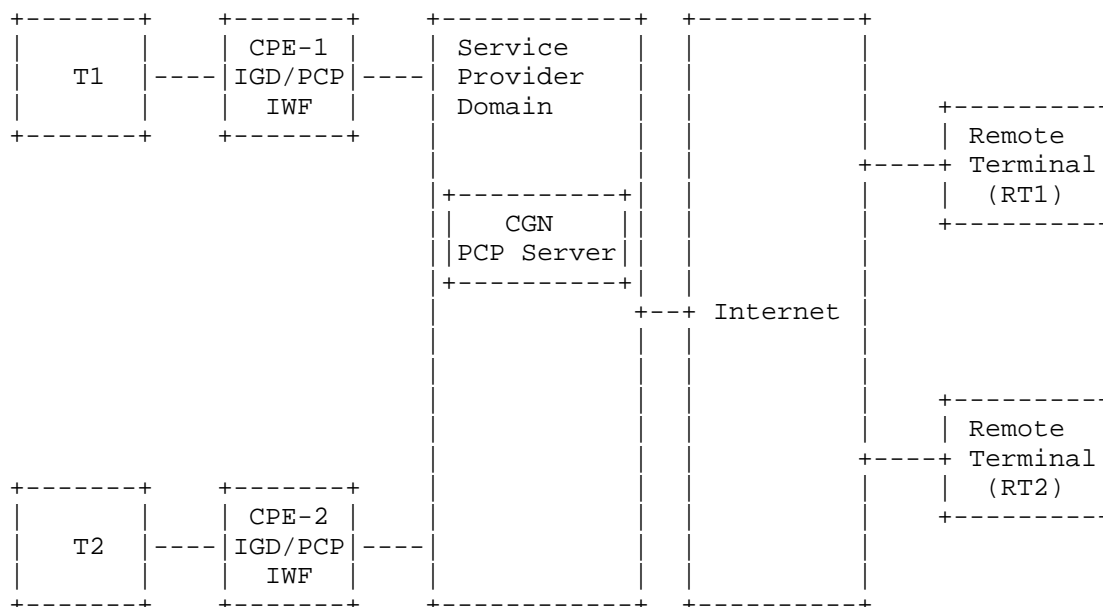 T1
CPE-1
IGD/PCP
IWF
Service
Provider
Domain
CGN
PCP Server
Internet
Remote
Terminal
(RT1)
Remote
Terminal
(RT2)
T2
CPE-2
IGD/PCP
IWF